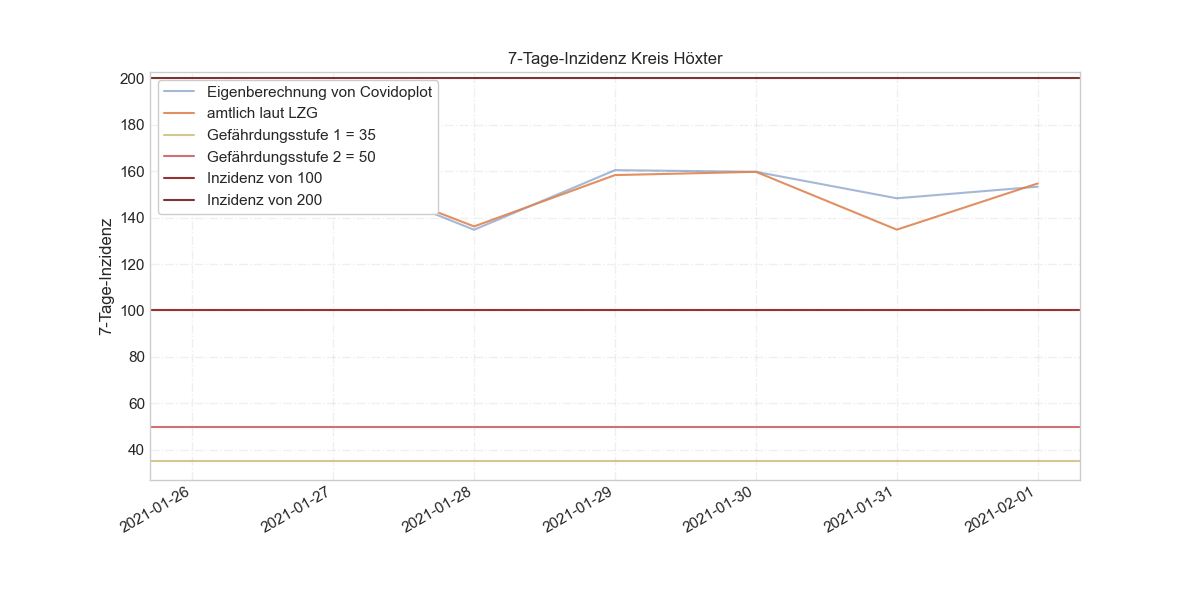 7-Tage-Inzidenz Kreis Höxter
Eigenberechnung von Covidoplot
amtlich laut LZG
Gefährdungsstufe 1 = 35
Gefährdungsstufe 2 = 50
Inzidenz von 100
Inzidenz von 200
7-Tage-Inzidenz
200
180
160
140
120
100
80
60
40
2021-01-26
2021-01-27
2021-01-28
2021-01-29
2021-01-30
2021-01-31
2021-02-01